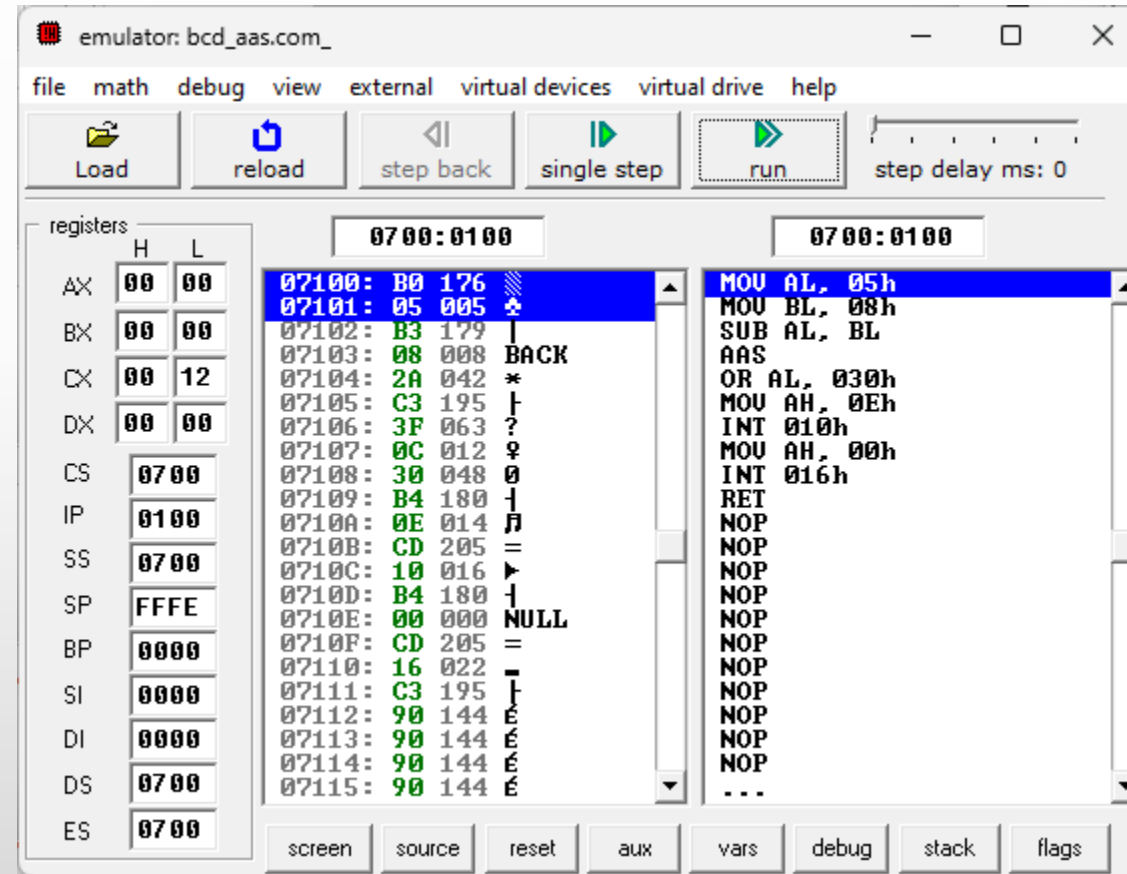 emulator: bcd_aas.com_
file math debug view external virtual devices virtual drive help
Load reload step back single step run step delay ms: 0
registers
H L
0700:0100 0700:0100
AX 00 00
BX 00 00
CX 00 12
DX 00 00
CS 0700
IP 0100
SS 0700
SP FFFE
BP 0000
SI 0000
DI 0000
DS 0700
ES 0700
07100: B0 176 ▒
07101: 05 005 ♣
07102: B3 179 │
07103: 08 008 BACK
07104: 2A 042 *
07105: C3 195 ├
07106: 3F 063 ?
07107: 0C 012 ♀
07108: 30 048 0
07109: B4 180 ┤
0710A: 0E 014 ♫
0710B: CD 205 =
0710C: 10 016 ►
0710D: B4 180 ┤
0710E: 00 000 NULL
0710F: CD 205 =
07110: 16 022 ▬
07111: C3 195 ├
07112: 90 144 É
07113: 90 144 É
07114: 90 144 É
07115: 90 144 É
MOV AL, 05h
MOV BL, 08h
SUB AL, BL
AAS
OR AL, 030h
MOV AH, 0Eh
INT 010h
MOV AH, 00h
INT 016h
RET
NOP
NOP
NOP
NOP
NOP
NOP
NOP
NOP
NOP
NOP
NOP
...
screen source reset aux vars debug stack flags